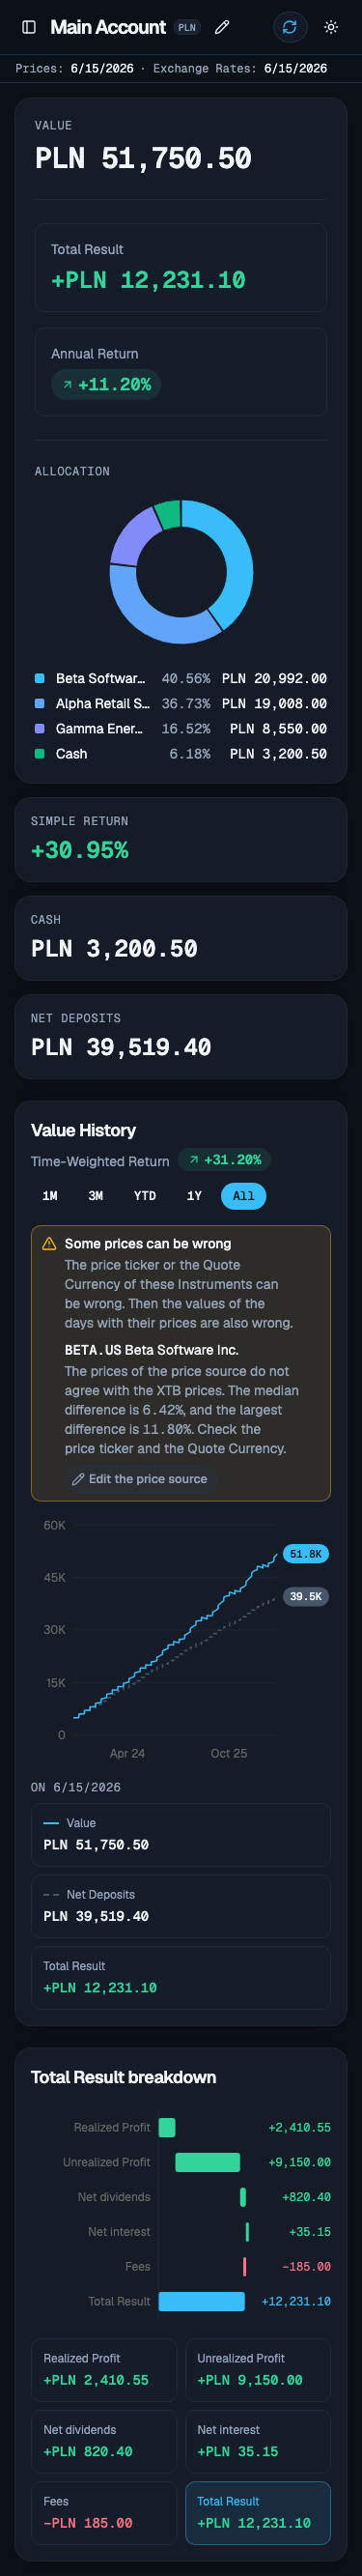 Main Account PLN
Prices: 6/15/2026 · Exchange Rates: 6/15/2026
VALUE
PLN 51,750.50
Total Result
+PLN 12,231.10
Annual Return
+11.20%
ALLOCATION
Beta Softwar... 40.56% PLN 20,992.00
Alpha Retail S... 36.73% PLN 19,008.00
Gamma Ener... 16.52% PLN 8,550.00
Cash 6.18% PLN 3,200.50
SIMPLE RETURN
+30.95%
CASH
PLN 3,200.50
NET DEPOSITS
PLN 39,519.40
Value History
Time-Weighted Return +31.20%
1M 3M YTD 1Y All
Some prices can be wrong
The price ticker or the Quote
Currency of these Instruments can
be wrong. Then the values of the
days with their prices are also wrong.
BETA.US Beta Software Inc.
The prices of the price source do not
agree with the XTB prices. The median
difference is 6.42%, and the largest
difference is 11.80%. Check the
price ticker and the Quote Currency.
Edit the price source
60K
51.8K
45K
39.5K
30K
15K
0
Apr 24 Oct 25
ON 6/15/2026
Value
PLN 51,750.50
Net Deposits
PLN 39,519.40
Total Result
+PLN 12,231.10
Total Result breakdown
Realized Profit +2,410.55
Unrealized Profit +9,150.00
Net dividends +820.40
Net interest +35.15
Fees −185.00
Total Result +12,231.10
Realized Profit Unrealized Profit
+PLN 2,410.55 +PLN 9,150.00
Net dividends Net interest
+PLN 820.40 +PLN 35.15
Fees Total Result
−PLN 185.00 +PLN 12,231.10